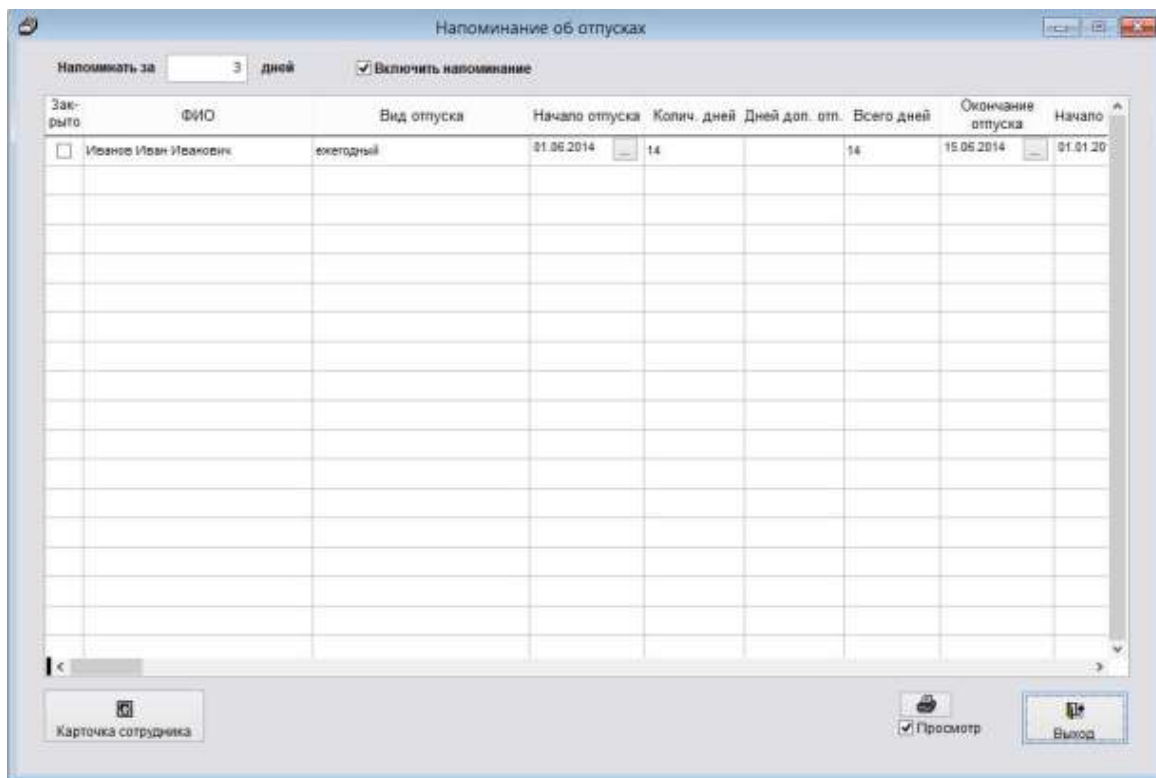 Напоминание об отпусках
Напоминать за 3 дней Включить напоминание
Зак-
рыто ФИО Вид отпуска Начало отпуска Колич. дней Дней доп. отп. Всего дней Окончание
отпуска Начало
Иванов Иван Иванович ежегодный 01.06.2014 ... 14 14 15.06.2014 ... 01.01.20
Карточка сотрудника
Просмотр
Выход